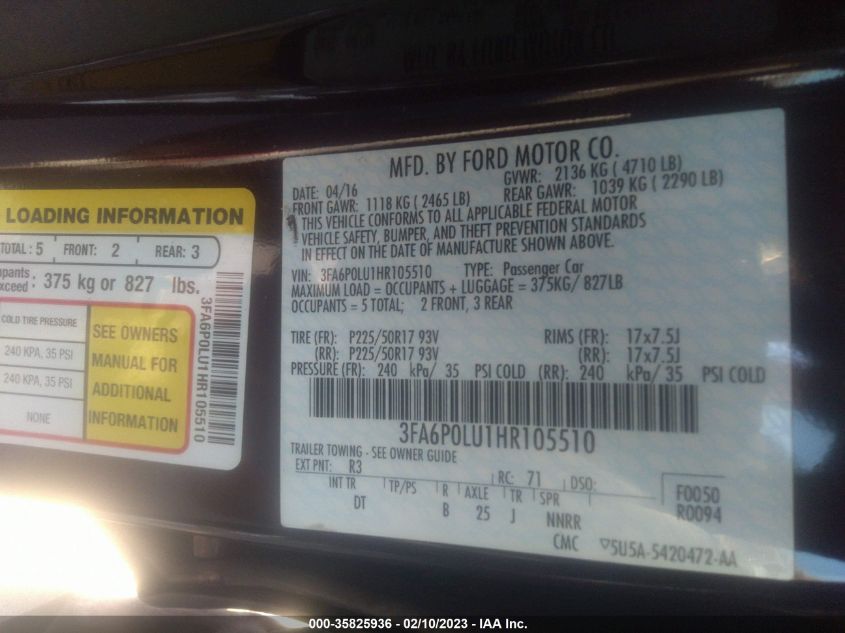 LOADING INFORMATION
TOTAL: 5 FRONT: 2 REAR: 3
pants
xceed: 375 kg or 827 lbs.
COLD TIRE PRESSURE
240 KPA, 35 PSI
240 KPA, 35 PSI
NONE
SEE OWNERS
MANUAL FOR
ADDITIONAL
INFORMATION
3FA6P0LU1HR105510
MFD. BY FORD MOTOR CO.
DATE: 04/16 GVWR: 2136 KG ( 4710 LB)
FRONT GAWR: 1118 KG ( 2465 LB) REAR GAWR: 1039 KG ( 2290 LB)
THIS VEHICLE CONFORMS TO ALL APPLICABLE FEDERAL MOTOR
VEHICLE SAFETY, BUMPER, AND THEFT PREVENTION STANDARDS
IN EFFECT ON THE DATE OF MANUFACTURE SHOWN ABOVE.
VIN: 3FA6P0LU1HR105510 TYPE: Passenger Car
MAXIMUM LOAD = OCCUPANTS + LUGGAGE = 375KG/ 827LB
OCCUPANTS = 5 TOTAL; 2 FRONT, 3 REAR
TIRE (FR): P225/50R17 93V RIMS (FR): 17x7.5J
(RR): P225/50R17 93V (RR): 17x7.5J
PRESSURE (FR): 240 kPa/ 35 PSI COLD (RR): 240 kPa/ 35 PSI COLD
3FA6P0LU1HR105510
TRAILER TOWING - SEE OWNER GUIDE
EXT PNT: R3 RC: 71 DSO:
INT TR TP/PS R AXLE TR SPR
DT B 25 J NNRR
F0050
R0094
CMC 5U5A-5420472-AA
000-35825936 - 02/10/2023 - IAA Inc.